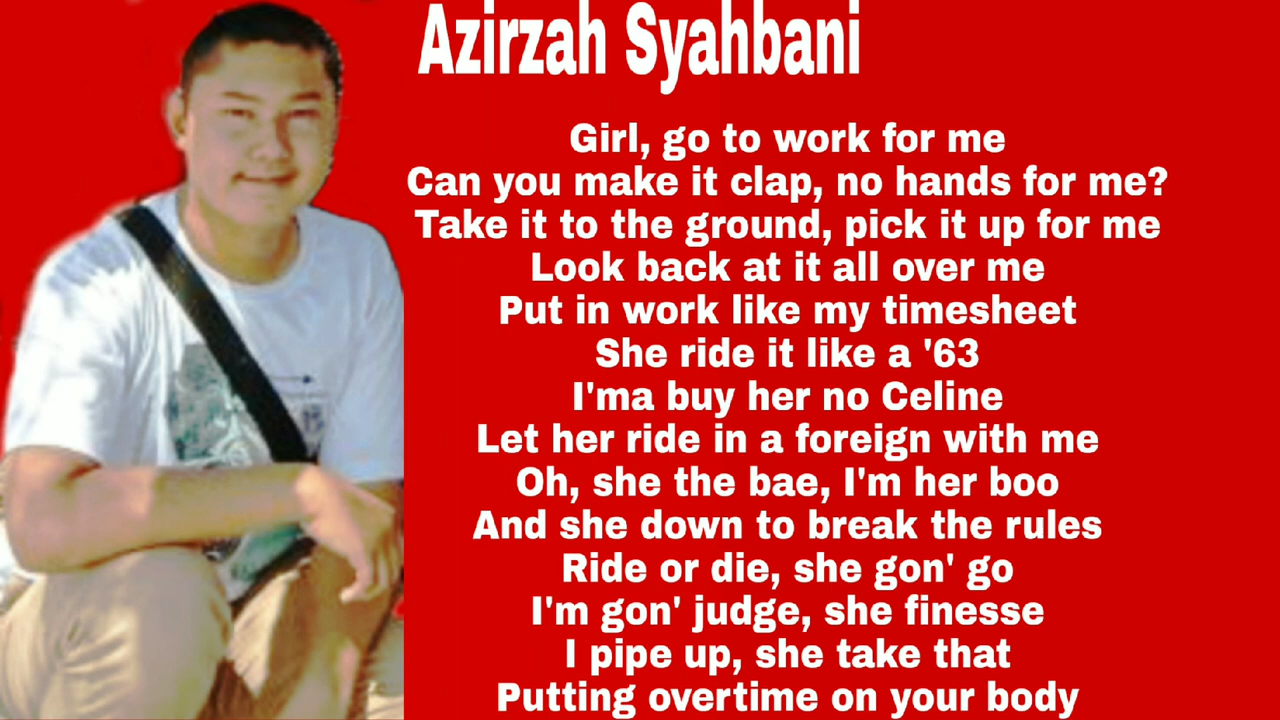 Azirzah Syahbani
Girl, go to work for me
Can you make it clap, no hands for me?
Take it to the ground, pick it up for me
Look back at it all over me
Put in work like my timesheet
She ride it like a '63
I'ma buy her no Celine
Let her ride in a foreign with me
Oh, she the bae, I'm her boo
And she down to break the rules
Ride or die, she gon' go
I'm gon' judge, she finesse
I pipe up, she take that
Putting overtime on your body